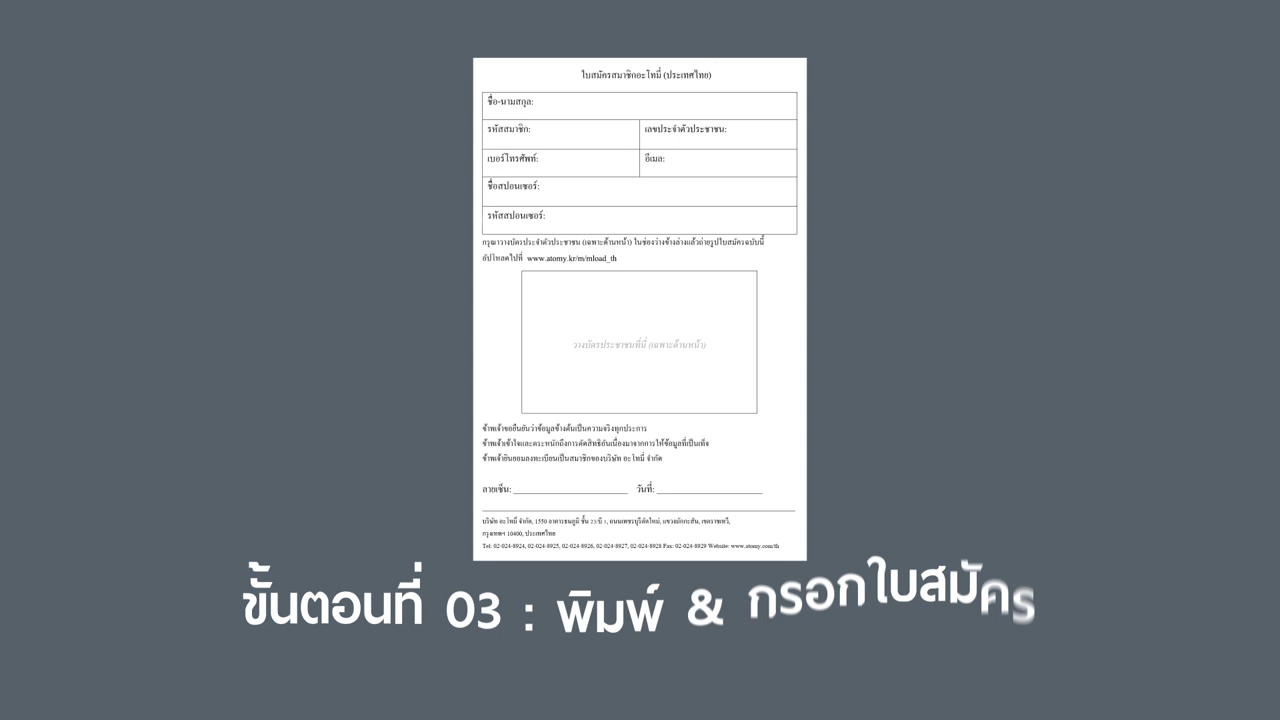 ใบสมัครสมาชิกอะโทมี่ (ประเทศไทย)
ชื่อ-นามสกุล:
รหัสสมาชิก:
เลขประจำตัวประชาชน:
เบอร์โทรศัพท์:
อีเมล:
ชื่อสปอนเซอร์:
รหัสสปอนเซอร์:
กรุณาวางบัตรประจำตัวประชาชน (เฉพาะด้านหน้า) ในช่องว่างข้างล่างแล้วถ่ายรูปใบสมัครฉบับนี้
อัปโหลดไปที่ www.atomy.kr/m/mload_th
วางบัตรประชาชนที่นี่ (เฉพาะด้านหน้า)
ข้าพเจ้าขอยืนยันว่าข้อมูลข้างต้นเป็นความจริงทุกประการ
ข้าพเจ้าเข้าใจและตระหนักถึงการตัดสิทธิอันเนื่องมาจากการให้ข้อมูลที่เป็นเท็จ
ข้าพเจ้ายินยอมลงทะเบียนเป็นสมาชิกของบริษัท อะโทมี่ จำกัด
ลายเซ็น: วันที่:
บริษัท อะโทมี่ จำกัด, 1550 อาคารธนภูมิ ชั้น 23/บี 1, ถนนเพชรบุรีตัดใหม่, แขวงมักกะสัน, เขตราชเทวี,
กรุงเทพฯ 10400, ประเทศไทย
Tel: 02-024-8924, 02-024-8925, 02-024-8926, 02-024-8927, 02-024-8928 Fax: 02-024-8929 Website: www.atomy.com/th
ขั้นตอนที่ 03 : พิมพ์ & กรอกใบสมัคร